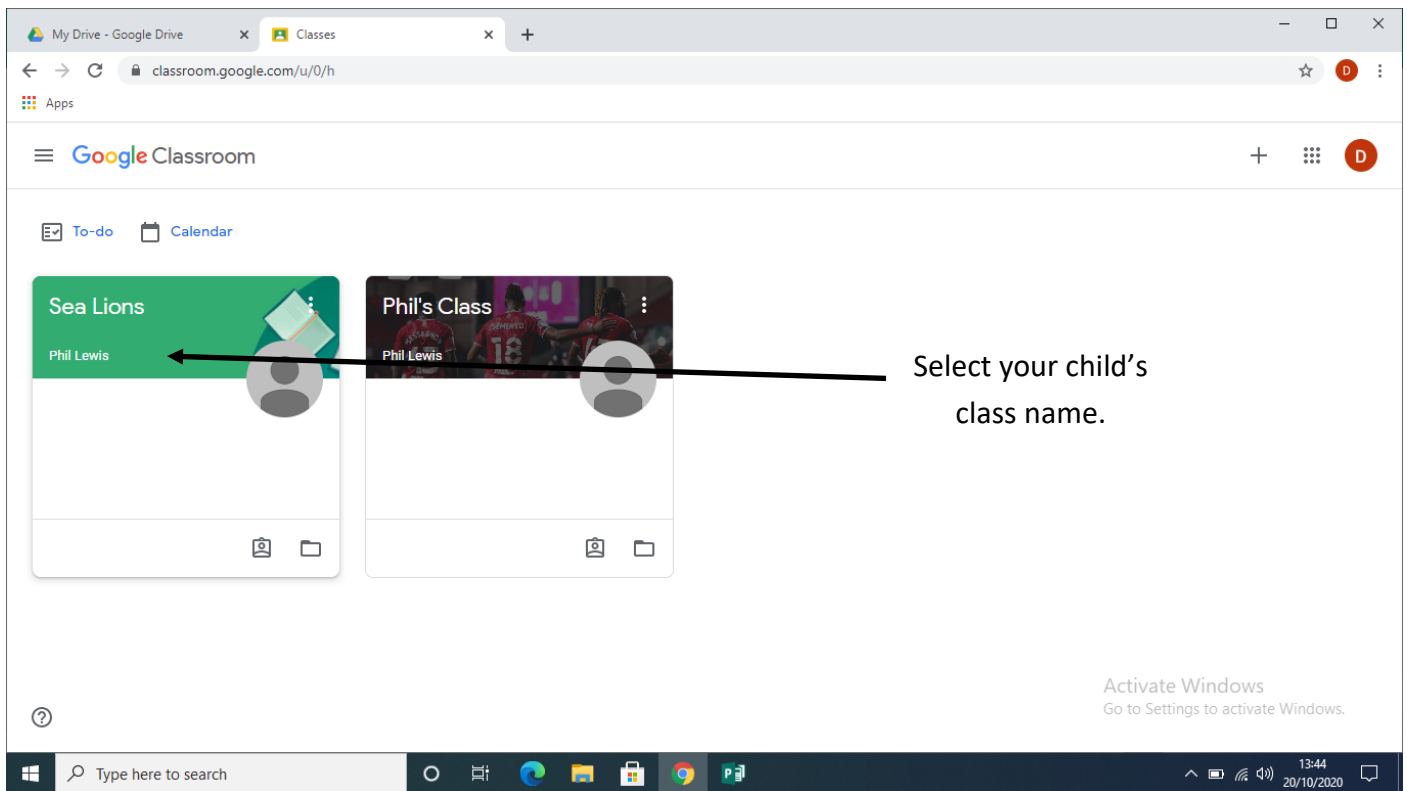 My Drive - Google Drive
Classes
classroom.google.com/u/0/h
D
Apps
Google Classroom
D
To-do
Calendar
Sea Lions
Phil Lewis
Phil's Class
Phil Lewis
SEMENYO
18
Select your child's
class name.
Activate Windows
Go to Settings to activate Windows.
Type here to search
13:44
20/10/2020